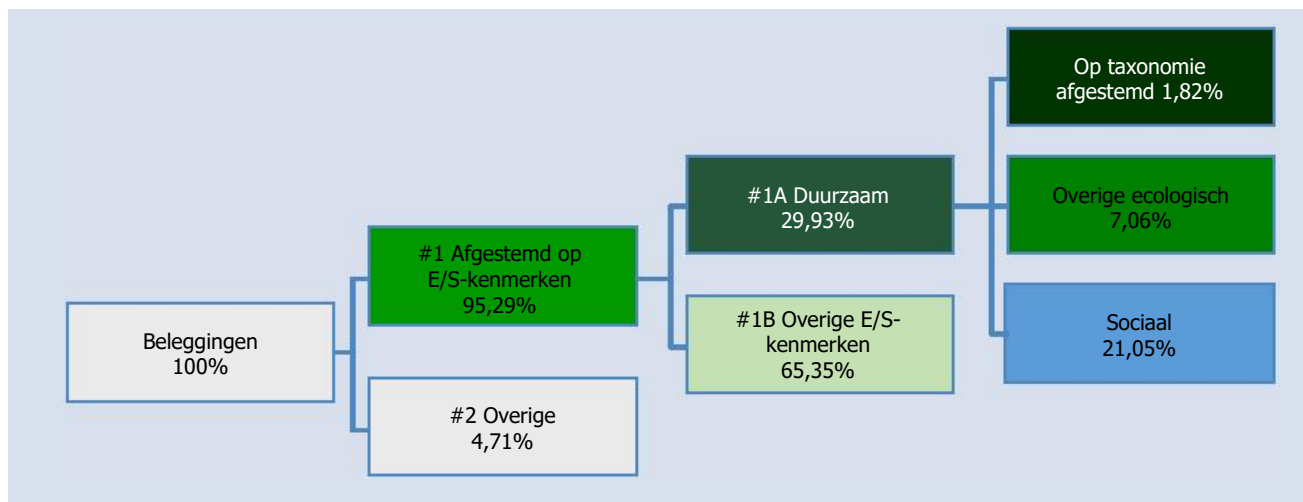 Beleggingen
100%
#1 Afgestemd op
E/S-kenmerken
95,29%
#2 Overige
4,71%
#1A Duurzaam
29,93%
#1B Overige E/S-
kenmerken
65,35%
Op taxonomie
afgestemd 1,82%
Overige ecologisch
7,06%
Sociaal
21,05%